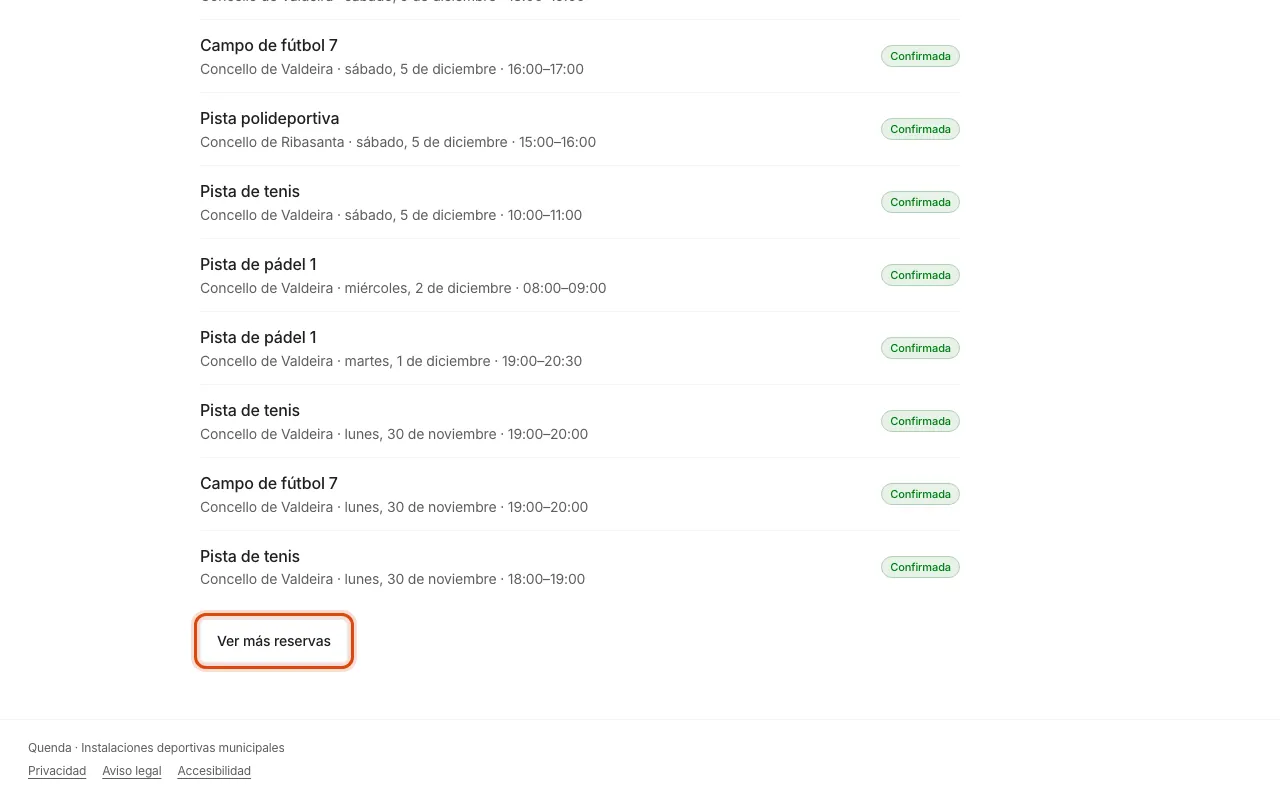 Campo de fútbol 7
Concello de Valdeira · sábado, 5 de diciembre · 16:00–17:00
Confirmada
Pista polideportiva
Concello de Ribasanta · sábado, 5 de diciembre · 15:00–16:00
Confirmada
Pista de tenis
Concello de Valdeira · sábado, 5 de diciembre · 10:00–11:00
Confirmada
Pista de pádel 1
Concello de Valdeira · miércoles, 2 de diciembre · 08:00–09:00
Confirmada
Pista de pádel 1
Concello de Valdeira · martes, 1 de diciembre · 19:00–20:30
Confirmada
Pista de tenis
Concello de Valdeira · lunes, 30 de noviembre · 19:00–20:00
Confirmada
Campo de fútbol 7
Concello de Valdeira · lunes, 30 de noviembre · 19:00–20:00
Confirmada
Pista de tenis
Concello de Valdeira · lunes, 30 de noviembre · 18:00–19:00
Confirmada
Ver más reservas
Quenda · Instalaciones deportivas municipales
Privacidad Aviso legal Accesibilidad